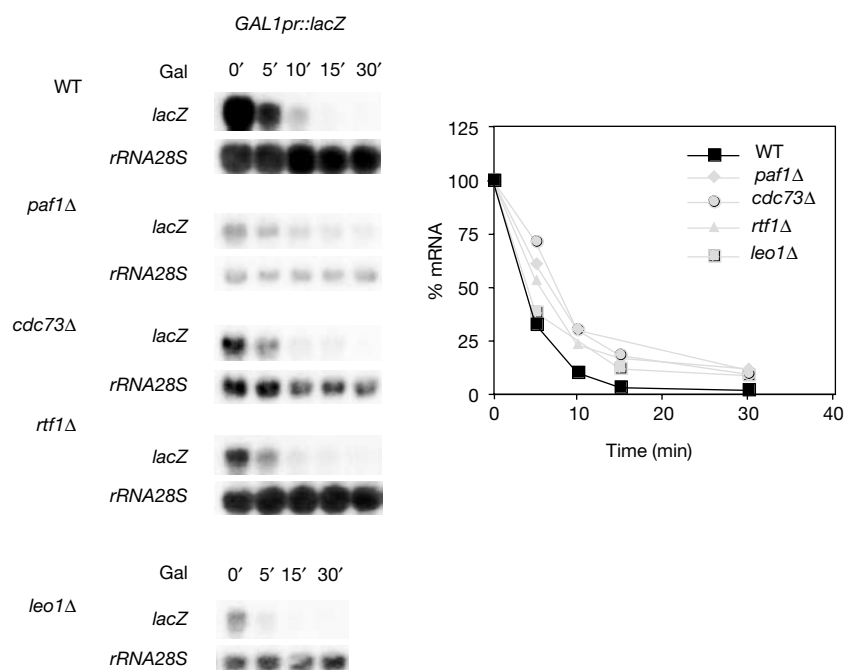 GAL1pr::lacZ
WT
Gal 0′ 5′ 10′ 15′ 30′
lacZ
rRNA28S
paf1Δ
lacZ
rRNA28S
cdc73Δ
lacZ
rRNA28S
rtf1Δ
lacZ
rRNA28S
Gal 0′ 5′ 15′ 30′
leo1Δ
lacZ
rRNA28S
% mRNA
125
100
75
50
25
0
0 10 20 30 40
Time (min)
WT
paf1Δ
cdc73Δ
rtf1Δ
leo1Δ